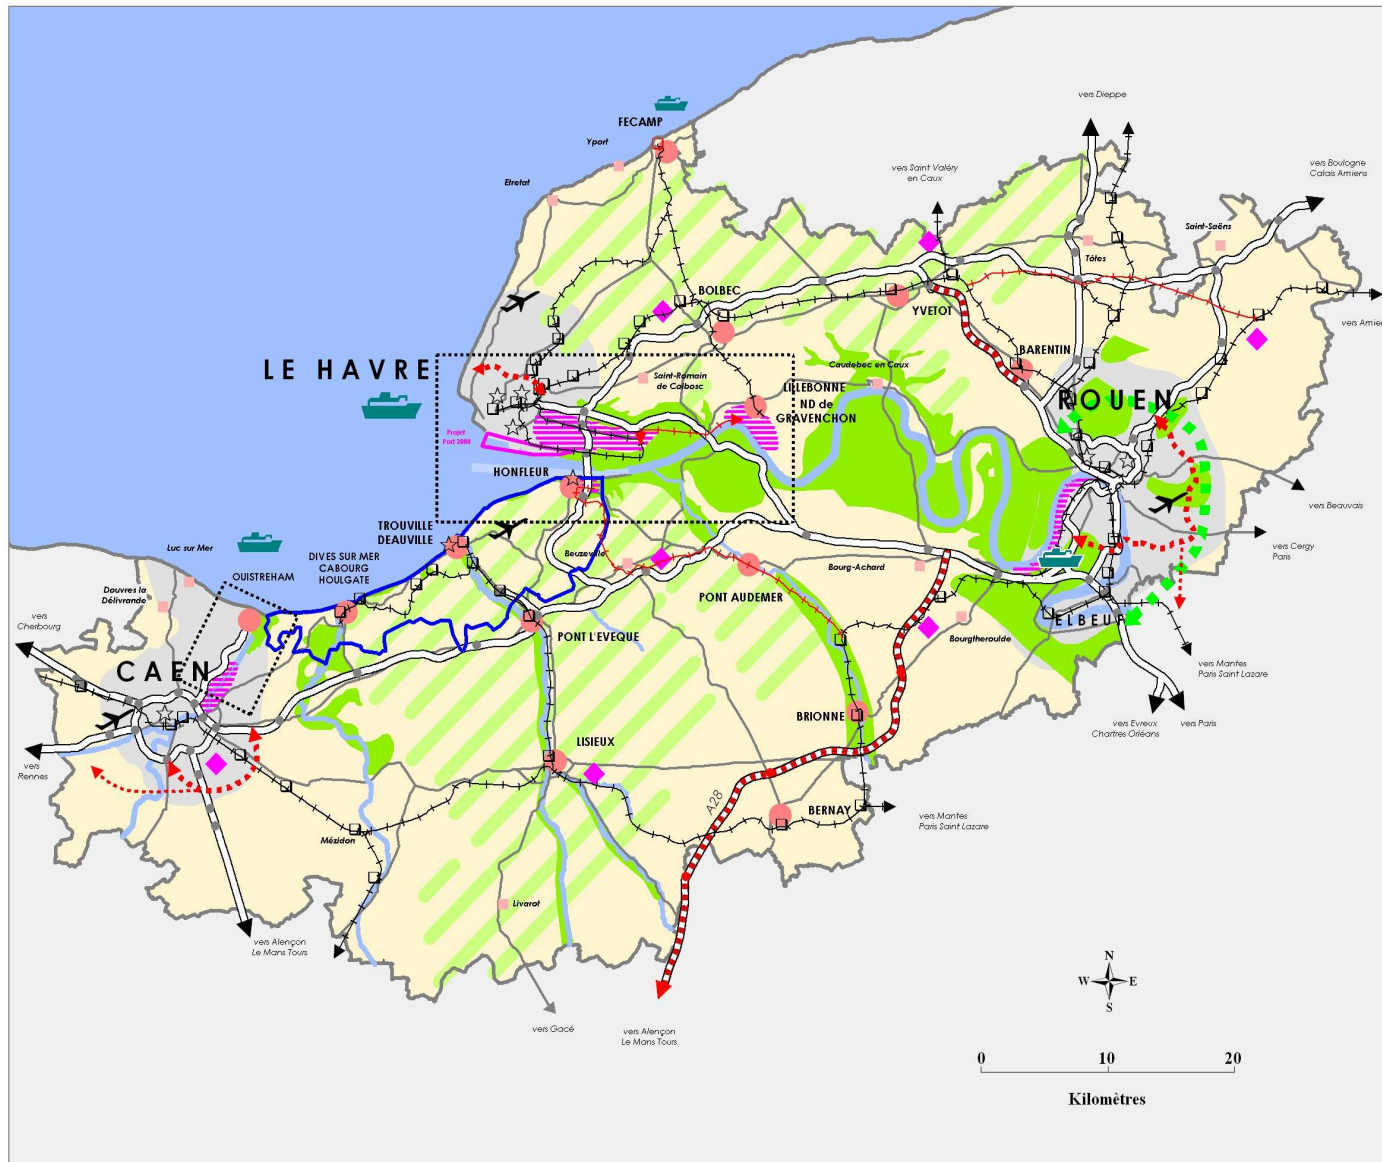 vers Dieppe
FECAMP
Yport
vers Saint Valéry
en Caux
vers Boulogne
Calais Amiens
Etretat
Saint-Saëns
Tôtes
BOLBEC
YVETOT
vers Amiens
BARENTIN
LE HAVRE
Saint-Romain
de Colbosc
Caudebec en Caux
LILLEBONNE
ND de
GRAVENCHON
ROUEN
Projet
Port 2000
HONFLEUR
vers Beauvais
TROUVILLE
DEAUVILLE
Luc sur Mer
DIVES SUR MER
CABOURG
HOULGATE
Beuzeville
vers Cergy
Paris
OUISTREHAM
Bourg-Achard
Douvres la
Délivrande
PONT AUDEMER
vers
Cherbourg
ELBEUF
PONT L'EVEQUE
Bourgtheroulde
CAEN
vers Mantes
Paris Saint Lazare
BRIONNE
vers Evreux
Chartres Orléans
vers Paris
LISIEUX
vers
Rennes
A28
BERNAY
vers Mantes
Paris Saint Lazare
Mézidon
Livarot
vers Alençon
Le Mans Tours
N
W E
S
vers Gacé
vers Alençon
Le Mans Tours
0 10 20
Kilomètres